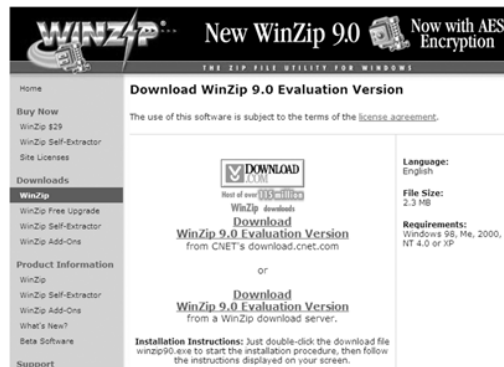 WINZIP
New WinZip 9.0
Now with AES
Encryption
THE ZIP FILE UTILITY FOR WINDOWS
Home
Buy Now
WinZip $29
WinZip Self-Extractor
Site Licenses
Downloads
WinZip
WinZip Free Upgrade
WinZip Self-Extractor
WinZip Add-Ons
Product Information
WinZip
WinZip Self-Extractor
WinZip Add-Ons
What's New?
Beta Software
Support
Download WinZip 9.0 Evaluation Version
The use of this software is subject to the terms of the license agreement.
DOWNLOAD
.COM
Host of over 115 million
WinZip downloads
Download
WinZip 9.0 Evaluation Version
from CNET's download.cnet.com
or
Download
WinZip 9.0 Evaluation Version
from a WinZip download server.
Installation Instructions: Just double-click the download file
winzip90.exe to start the installation procedure, then follow
the instructions displayed on your screen.
Language:
English
File Size:
2.3 MB
Requirements:
Windows 98, Me, 2000,
NT 4.0 or XP